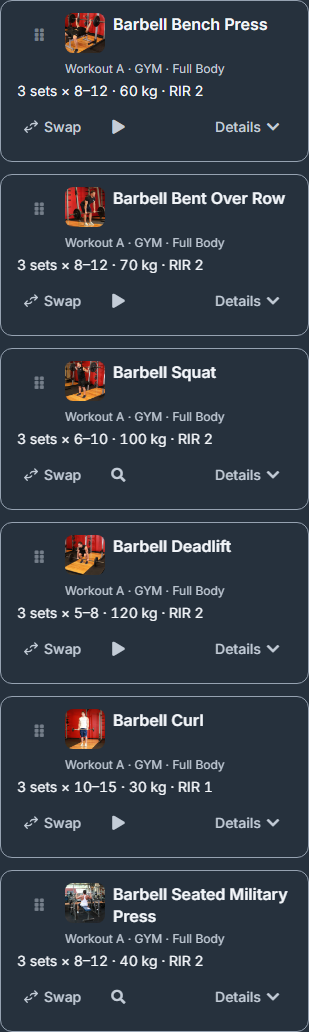 Barbell Bench Press
Workout A · GYM · Full Body
3 sets × 8–12 · 60 kg · RIR 2
Swap
Details
Barbell Bent Over Row
Workout A · GYM · Full Body
3 sets × 8–12 · 70 kg · RIR 2
Swap
Details
Barbell Squat
Workout A · GYM · Full Body
3 sets × 6–10 · 100 kg · RIR 2
Swap
Details
Barbell Deadlift
Workout A · GYM · Full Body
3 sets × 5–8 · 120 kg · RIR 2
Swap
Details
Barbell Curl
Workout A · GYM · Full Body
3 sets × 10–15 · 30 kg · RIR 1
Swap
Details
Barbell Seated Military
Press
Workout A · GYM · Full Body
3 sets × 8–12 · 40 kg · RIR 2
Swap
Details